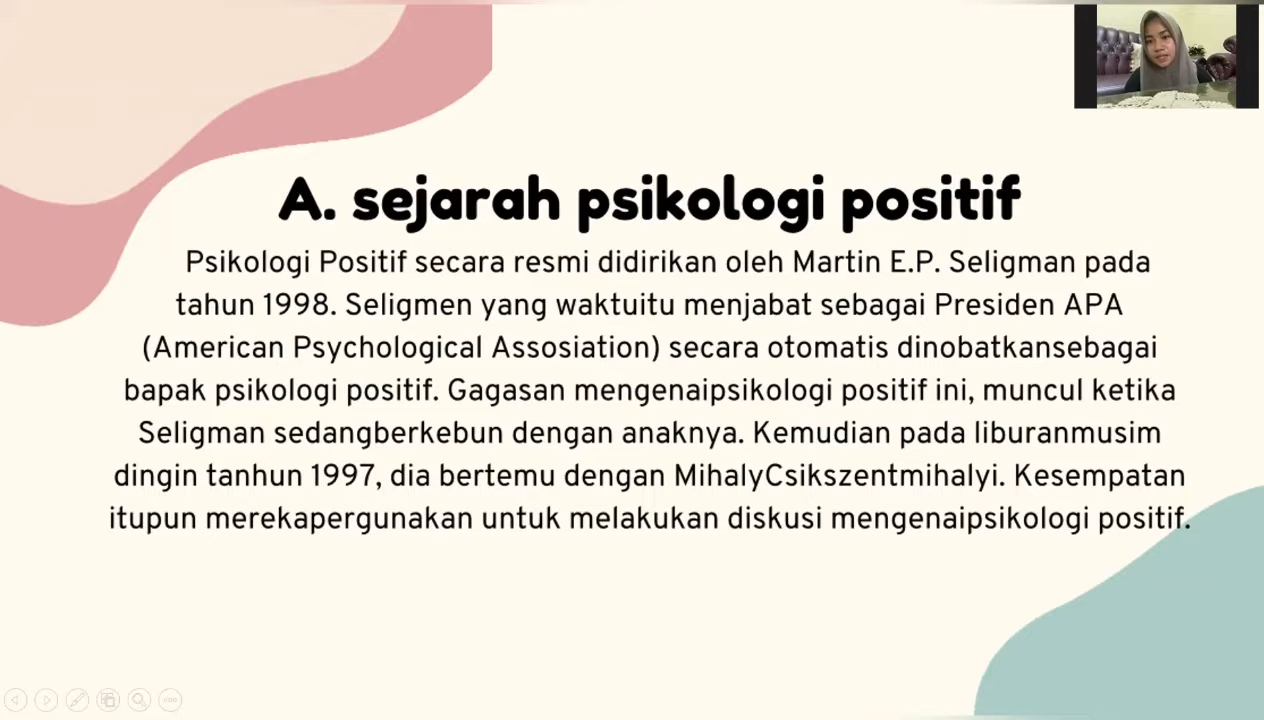 A. sejarah psikologi positif
Psikologi Positif secara resmi didirikan oleh Martin E.P. Seligman pada
tahun 1998. Seligmen yang waktuitu menjabat sebagai Presiden APA
(American Psychological Assosiation) secara otomatis dinobatkansebagai
bapak psikologi positif. Gagasan mengenaipsikologi positif ini, muncul ketika
Seligman sedangberkebun dengan anaknya. Kemudian pada liburanmusim
dingin tanhun 1997, dia bertemu dengan MihalyCsikszentmihalyi. Kesempatan
itupun merekapergunakan untuk melakukan diskusi mengenaipsikologi positif.